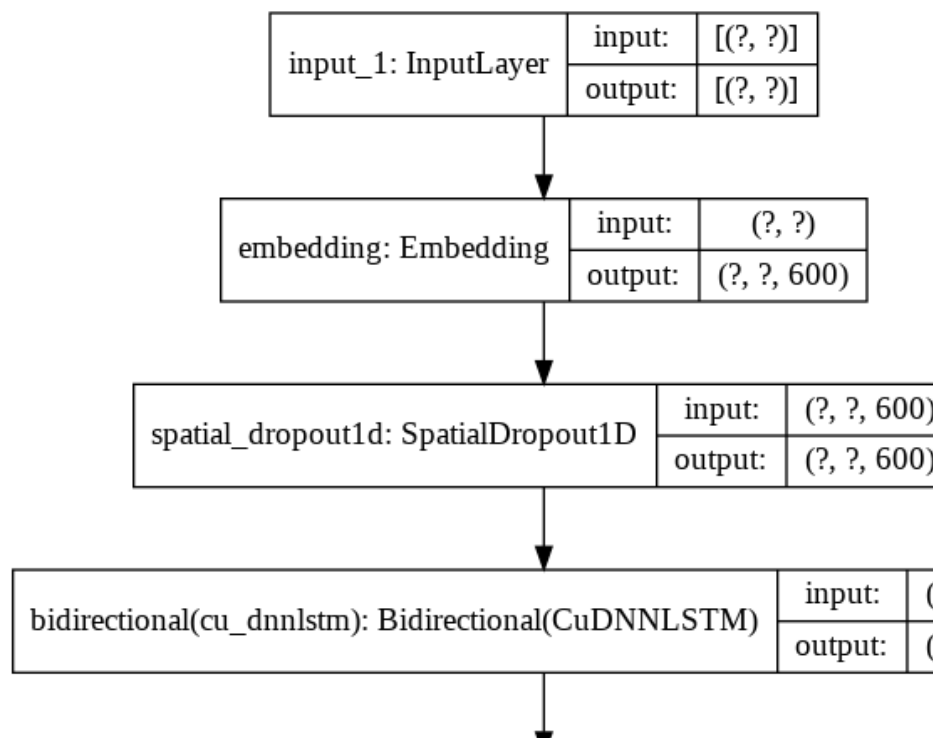 input_1: InputLayer
input: [(?, ?)]
output: [(?, ?)]
embedding: Embedding
input: (?, ?)
output: (?, ?, 600)
spatial_dropout1d: SpatialDropout1D
input: (?, ?, 600)
output: (?, ?, 600)
bidirectional(cu_dnnlstm): Bidirectional(CuDNNLSTM)
input: (
output: (